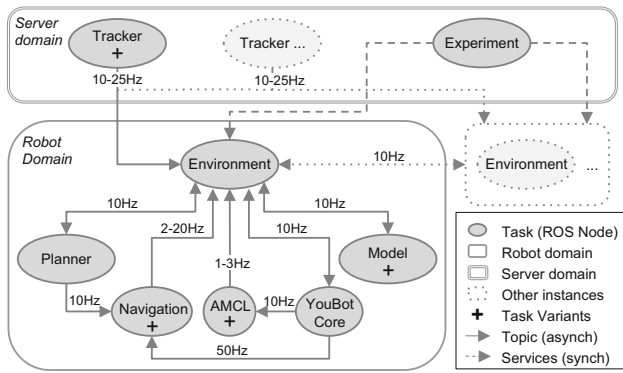 Server
domain
Tracker
+
Tracker ...
Experiment
10-25Hz
10-25Hz
Robot
Domain
Environment
10Hz
Environment
...
10Hz
2-20Hz
10Hz
10Hz
Planner
1-3Hz
Model
+
10Hz
Navigation
+
AMCL
+
10Hz
YouBot
Core
50Hz
Task (ROS Node)
Robot domain
Server domain
Other instances
+ Task Variants
Topic (asynch)
Services (synch)